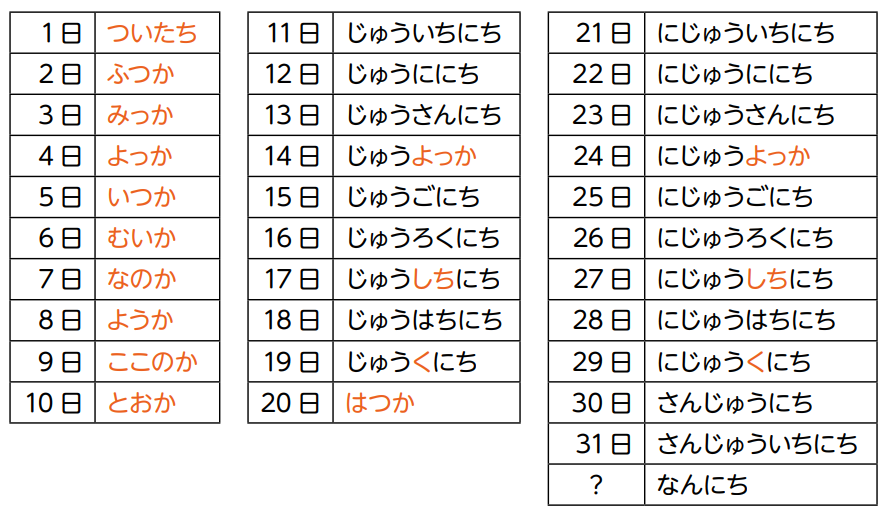 1日 ついたち
2日 ふつか
3日 みっか
4日 よっか
5日 いつか
6日 むいか
7日 なのか
8日 ようか
9日 ここのか
10日 とおか
11日 じゅういちにち
12日 じゅうににち
13日 じゅうさんにち
14日 じゅうよっか
15日 じゅうごにち
16日 じゅうろくにち
17日 じゅうしちにち
18日 じゅうはちにち
19日 じゅうくにち
20日 はつか
21日 にじゅういちにち
22日 にじゅうににち
23日 にじゅうさんにち
24日 にじゅうよっか
25日 にじゅうごにち
26日 にじゅうろくにち
27日 にじゅうしちにち
28日 にじゅうはちにち
29日 にじゅうくにち
30日 さんじゅうにち
31日 さんじゅういちにち
? なんにち